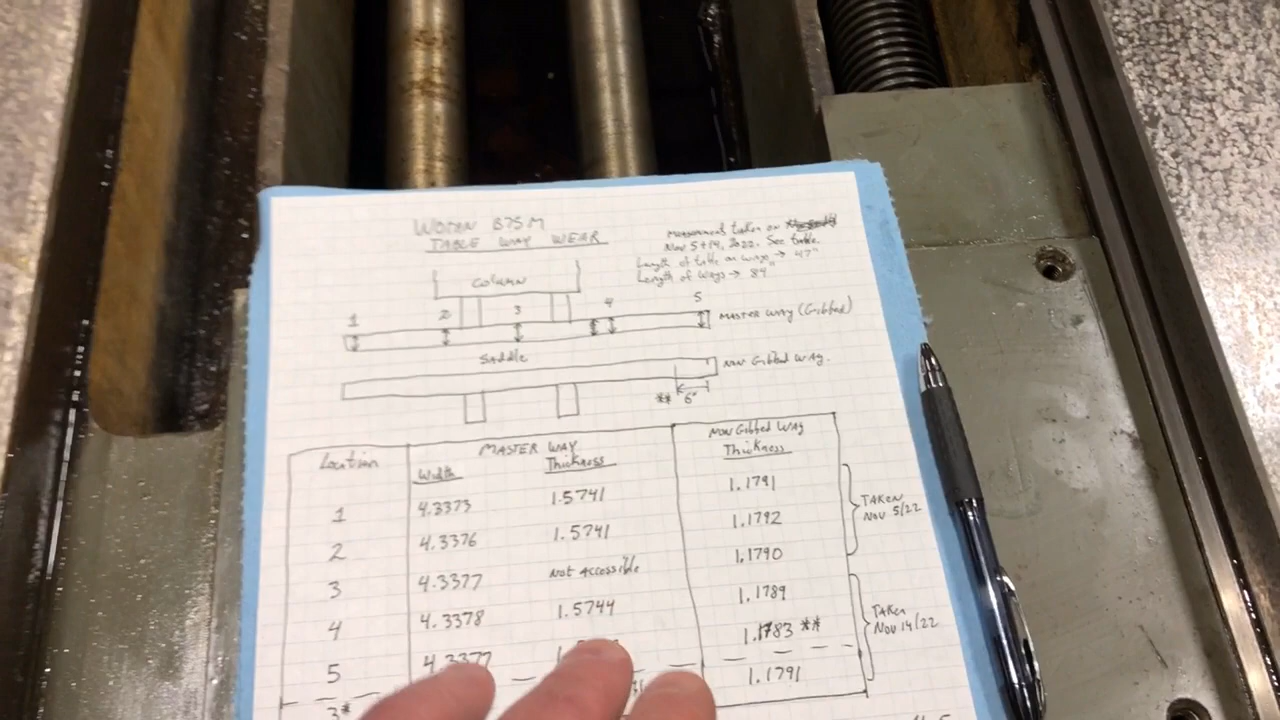 WOTAN B75M
TABLE WAY WEAR
Measurement taken on
Nov 5+14, 2022. See table.
Length of table on ways → 47"
Length of ways → 84"
COLUMN
1 2 3 4 5
MASTER WAY (Gibbed)
Saddle
NON Gibbed WAY.
** 6"
Location
MASTER WAY
Width Thickness
NON Gibbed WAY
Thickness
1 4.3373 1.5741 1.1791
2 4.3376 1.5741 1.1792
3 4.3377 Not Accessible 1.1790
4 4.3378 1.5744 1.1789
5 4.3377 1.1783 **
3* 1.1791
TAKEN
NOV 5/22
TAKEN
NOV 14/22